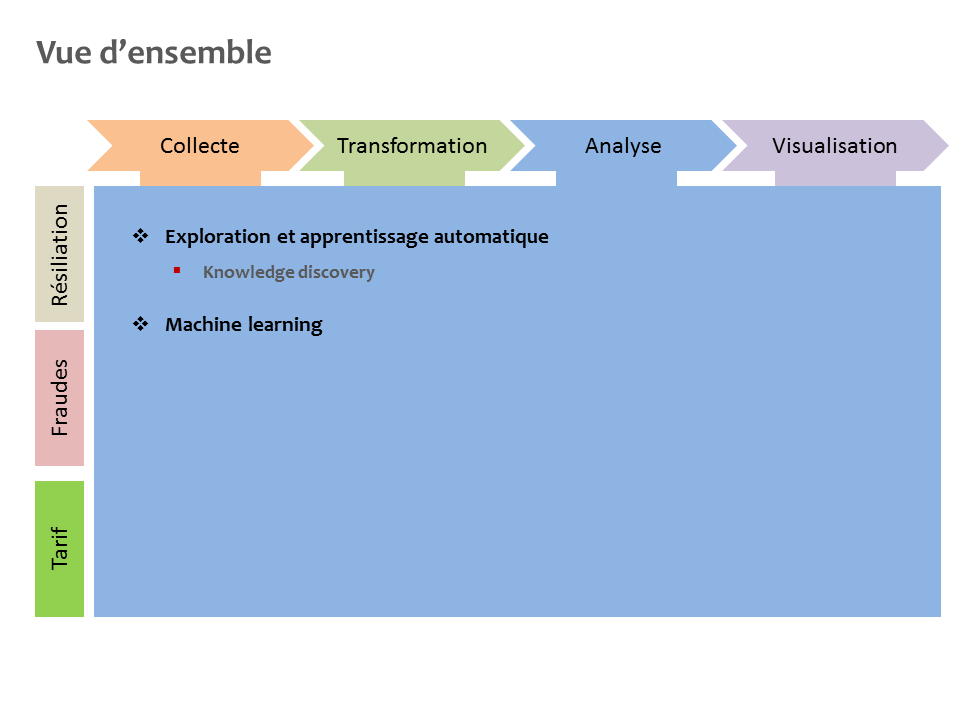 Vue d’ensemble
Collecte
Transformation
Analyse
Visualisation
Résiliation
Fraudes
Tarif
Exploration et apprentissage automatique
Knowledge discovery
Machine learning